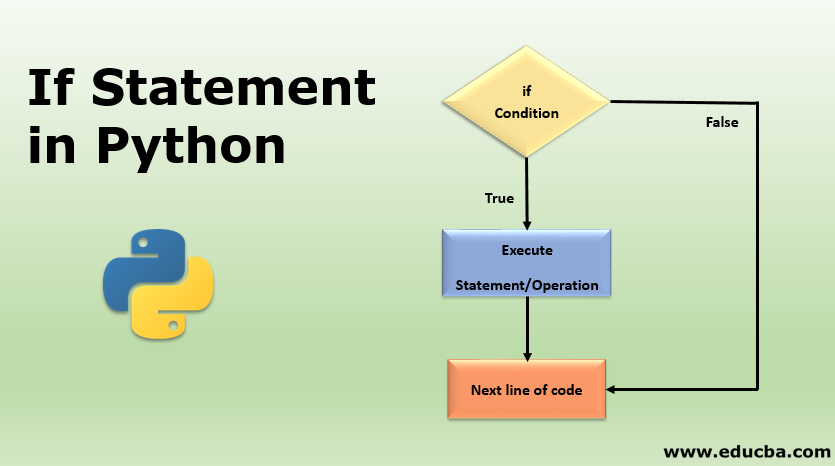 If Statement
in Python
if
Condition
False
True
Execute
Statement/Operation
Next line of code
www.educba.com